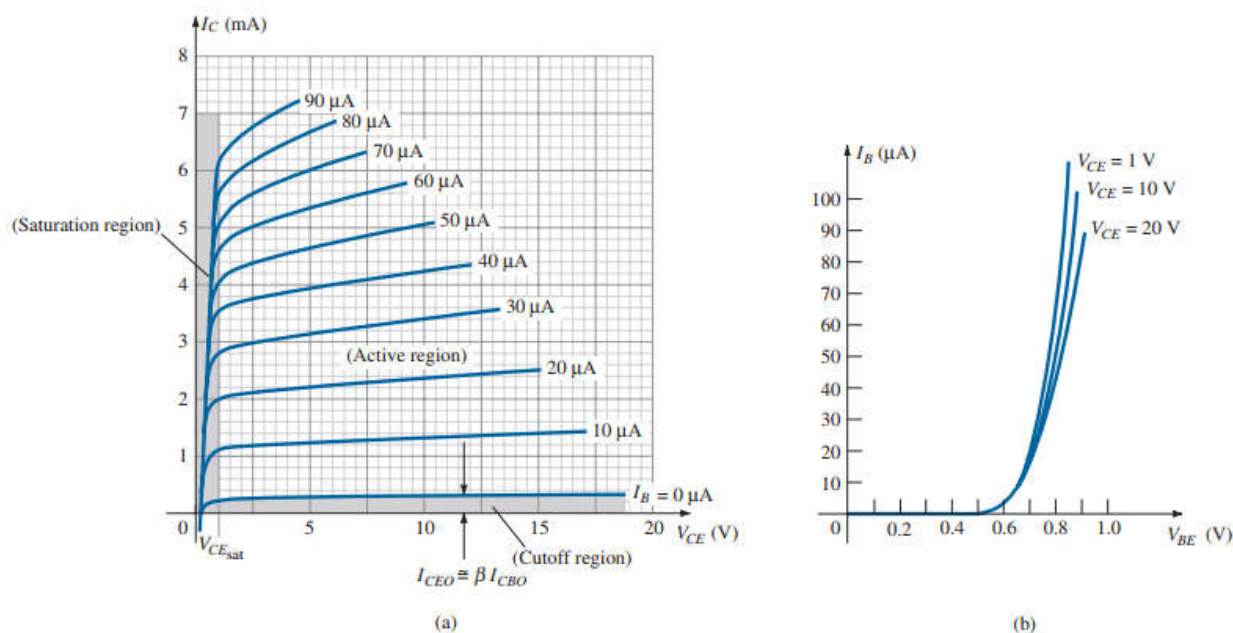 I_C (mA)
8
7
6
5
4
3
2
1
0
90 µA
80 µA
70 µA
60 µA
50 µA
40 µA
30 µA
20 µA
10 µA
I_B = 0 µA
(Saturation region)
(Active region)
(Cutoff region)
5
10
15
20
V_CE (V)
V_CEsat
I_CEO ≅ β I_CBO
(a)
I_B (µA)
100
90
80
70
60
50
40
30
20
10
0
V_CE = 1 V
V_CE = 10 V
V_CE = 20 V
0.2
0.4
0.6
0.8
1.0
V_BE (V)
(b)